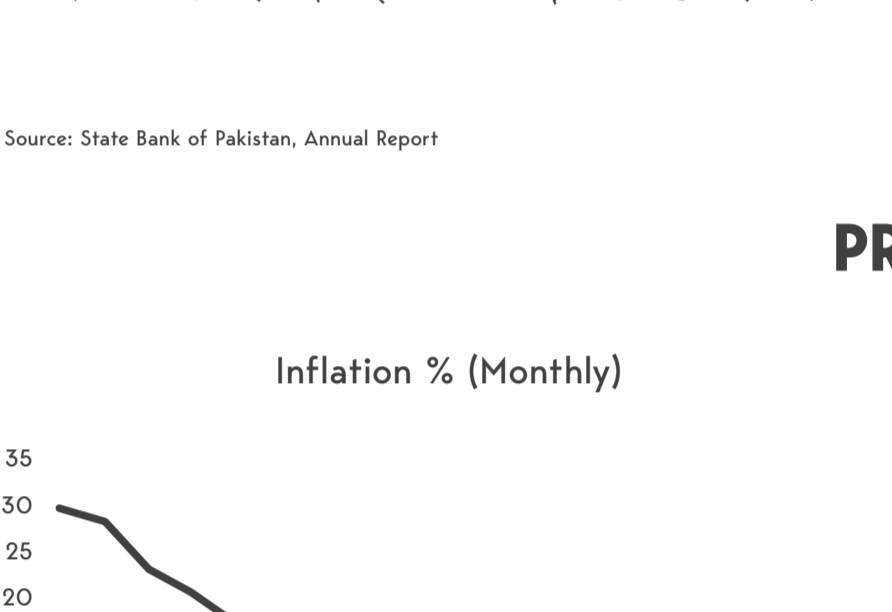 Source: State Bank of Pakistan, Annual Report
PR
Inflation % (Monthly)
35
30
25
20